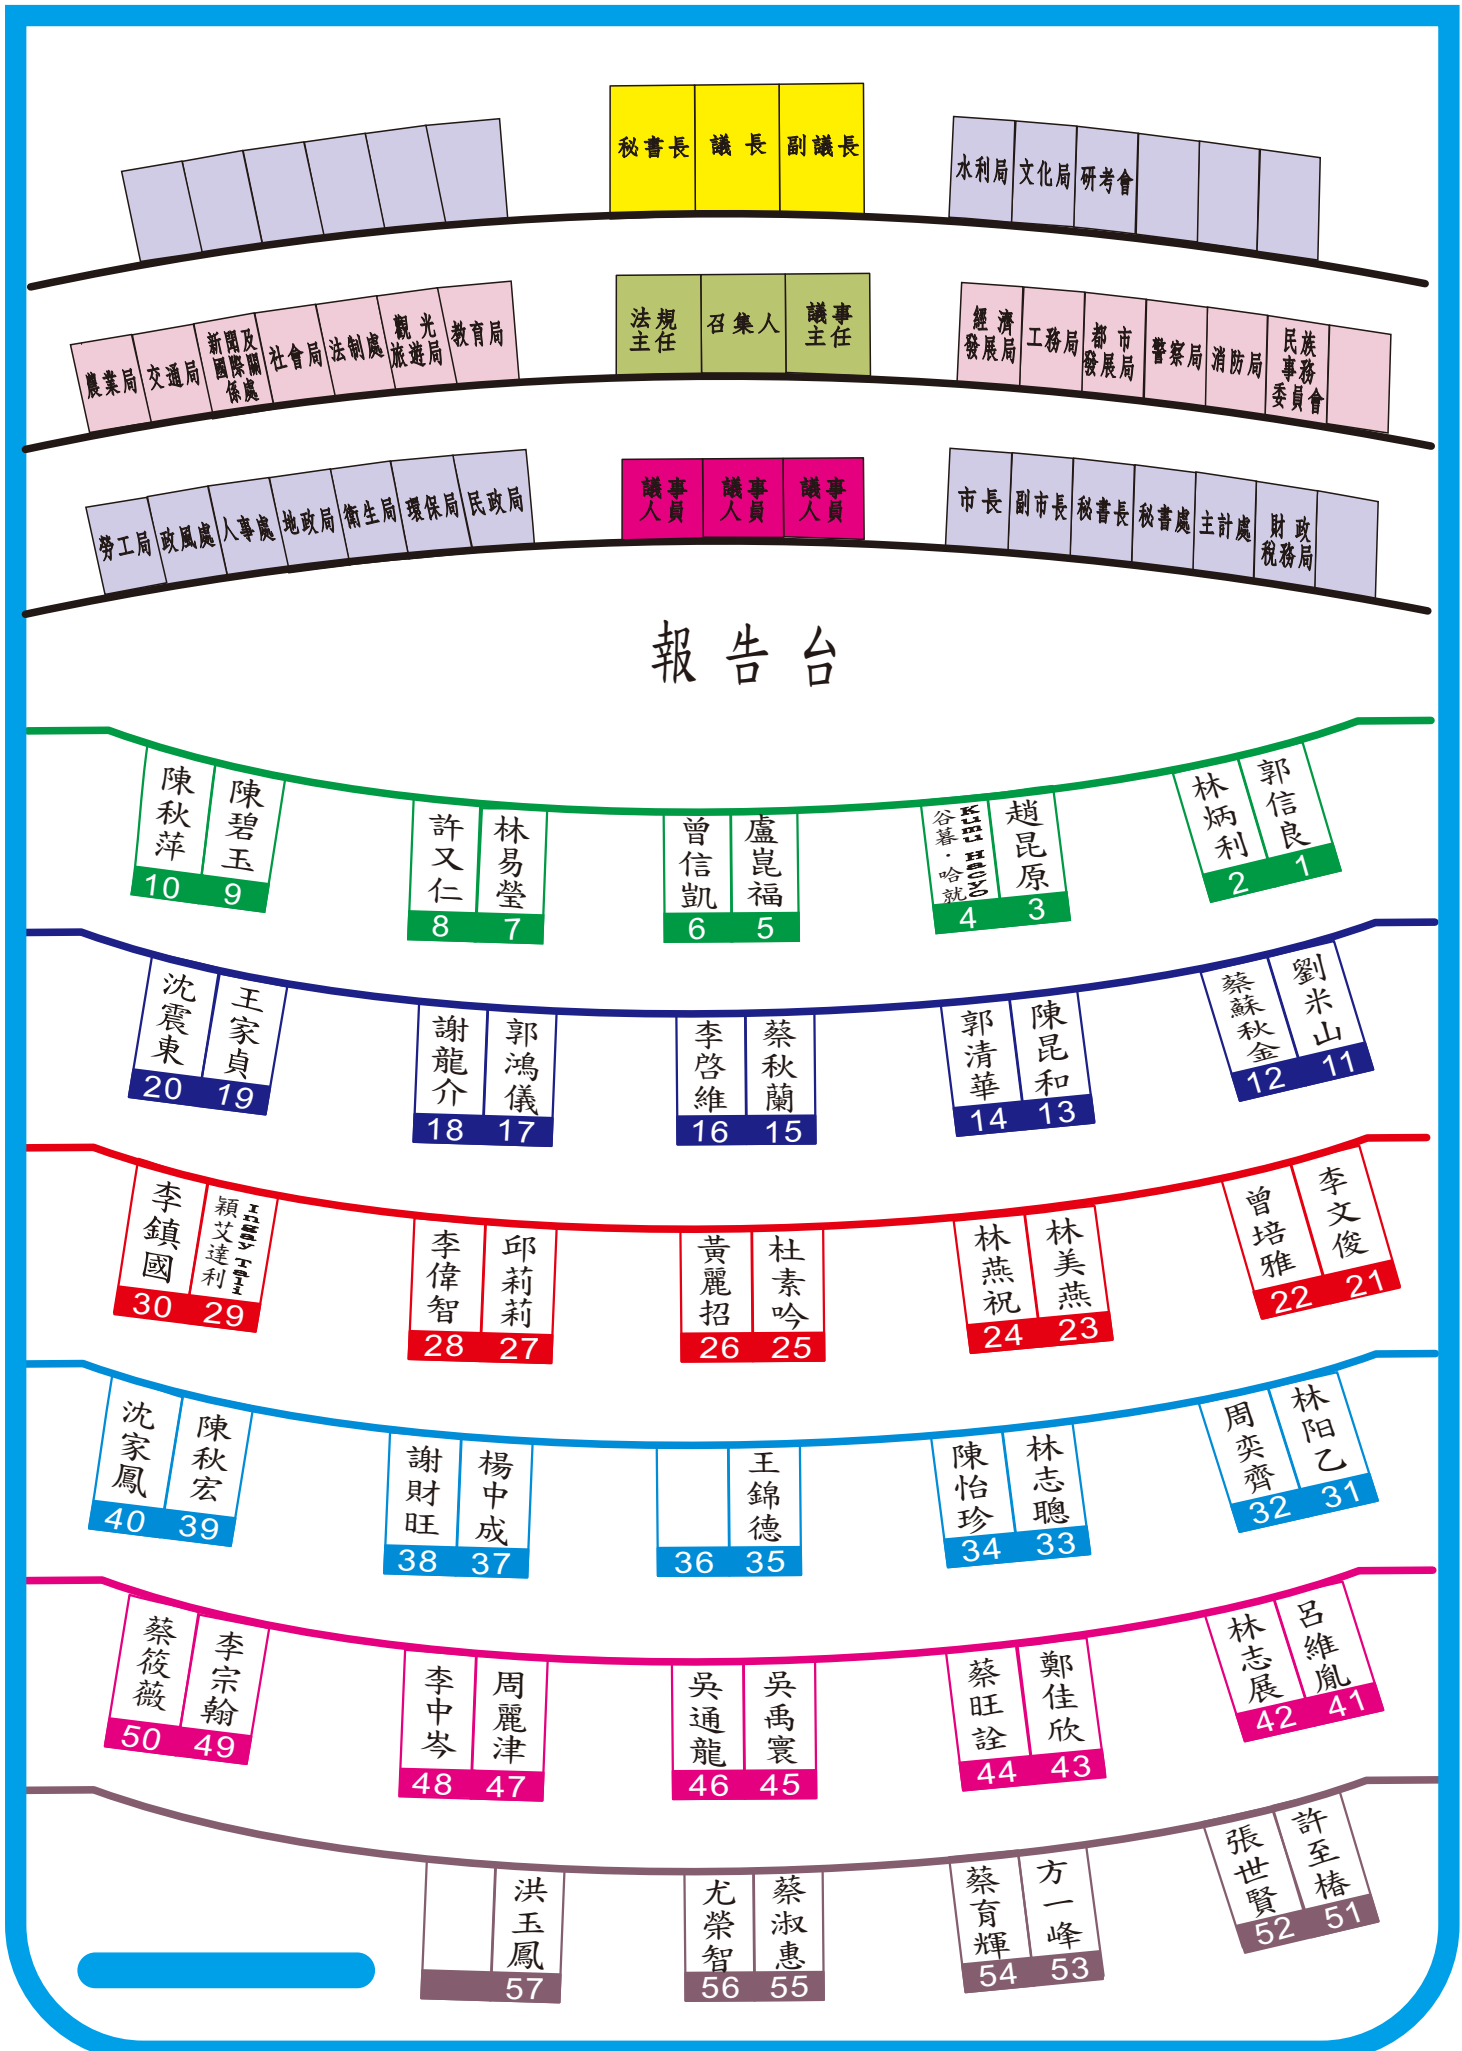 秘書長 議長 副議長
水利局 文化局 研考會
農業局 交通局 新聞及國際關係處 社會局 法制處 觀光旅遊局 教育局
法規主任 召集人 議事主任
經濟發展局 工務局 都市發展局 警察局 消防局 民族事務委員會
勞工局 政風處 人事處 地政局 衛生局 環保局 民政局
議事人員 議事人員 議事人員
市長 副市長 秘書長 秘書處 主計處 財政稅務局
報告台
陳秋萍 陳碧玉 許又仁 林易瑩 曾信凱 盧崑福 谷暮·哈就 Kumu Hacyo 趙昆原 林炳利 郭信良
10 9 8 7 6 5 4 3 2 1
沈震東 王家貞 謝龍介 郭鴻儀 李啓維 蔡秋蘭 郭清華 陳昆和 蔡蘇秋金 劉米山
20 19 18 17 16 15 14 13 12 11
李鎮國 穎艾達利 Ingay Tali 李偉智 邱莉莉 黃麗招 杜素吟 林燕祝 林美燕 曾培雅 李文俊
30 29 28 27 26 25 24 23 22 21
沈家鳳 陳秋宏 謝財旺 楊中成 王錦德 陳怡珍 林志聰 周奕齊 林阳乙
40 39 38 37 36 35 34 33 32 31
蔡筱薇 李宗翰 李中岑 周麗津 吳通龍 吳禹寰 蔡旺詮 鄭佳欣 林志展 呂維胤
50 49 48 47 46 45 44 43 42 41
洪玉鳳 尤榮智 蔡淑惠 蔡育輝 方一峰 張世賢 許至椿
57 56 55 54 53 52 51